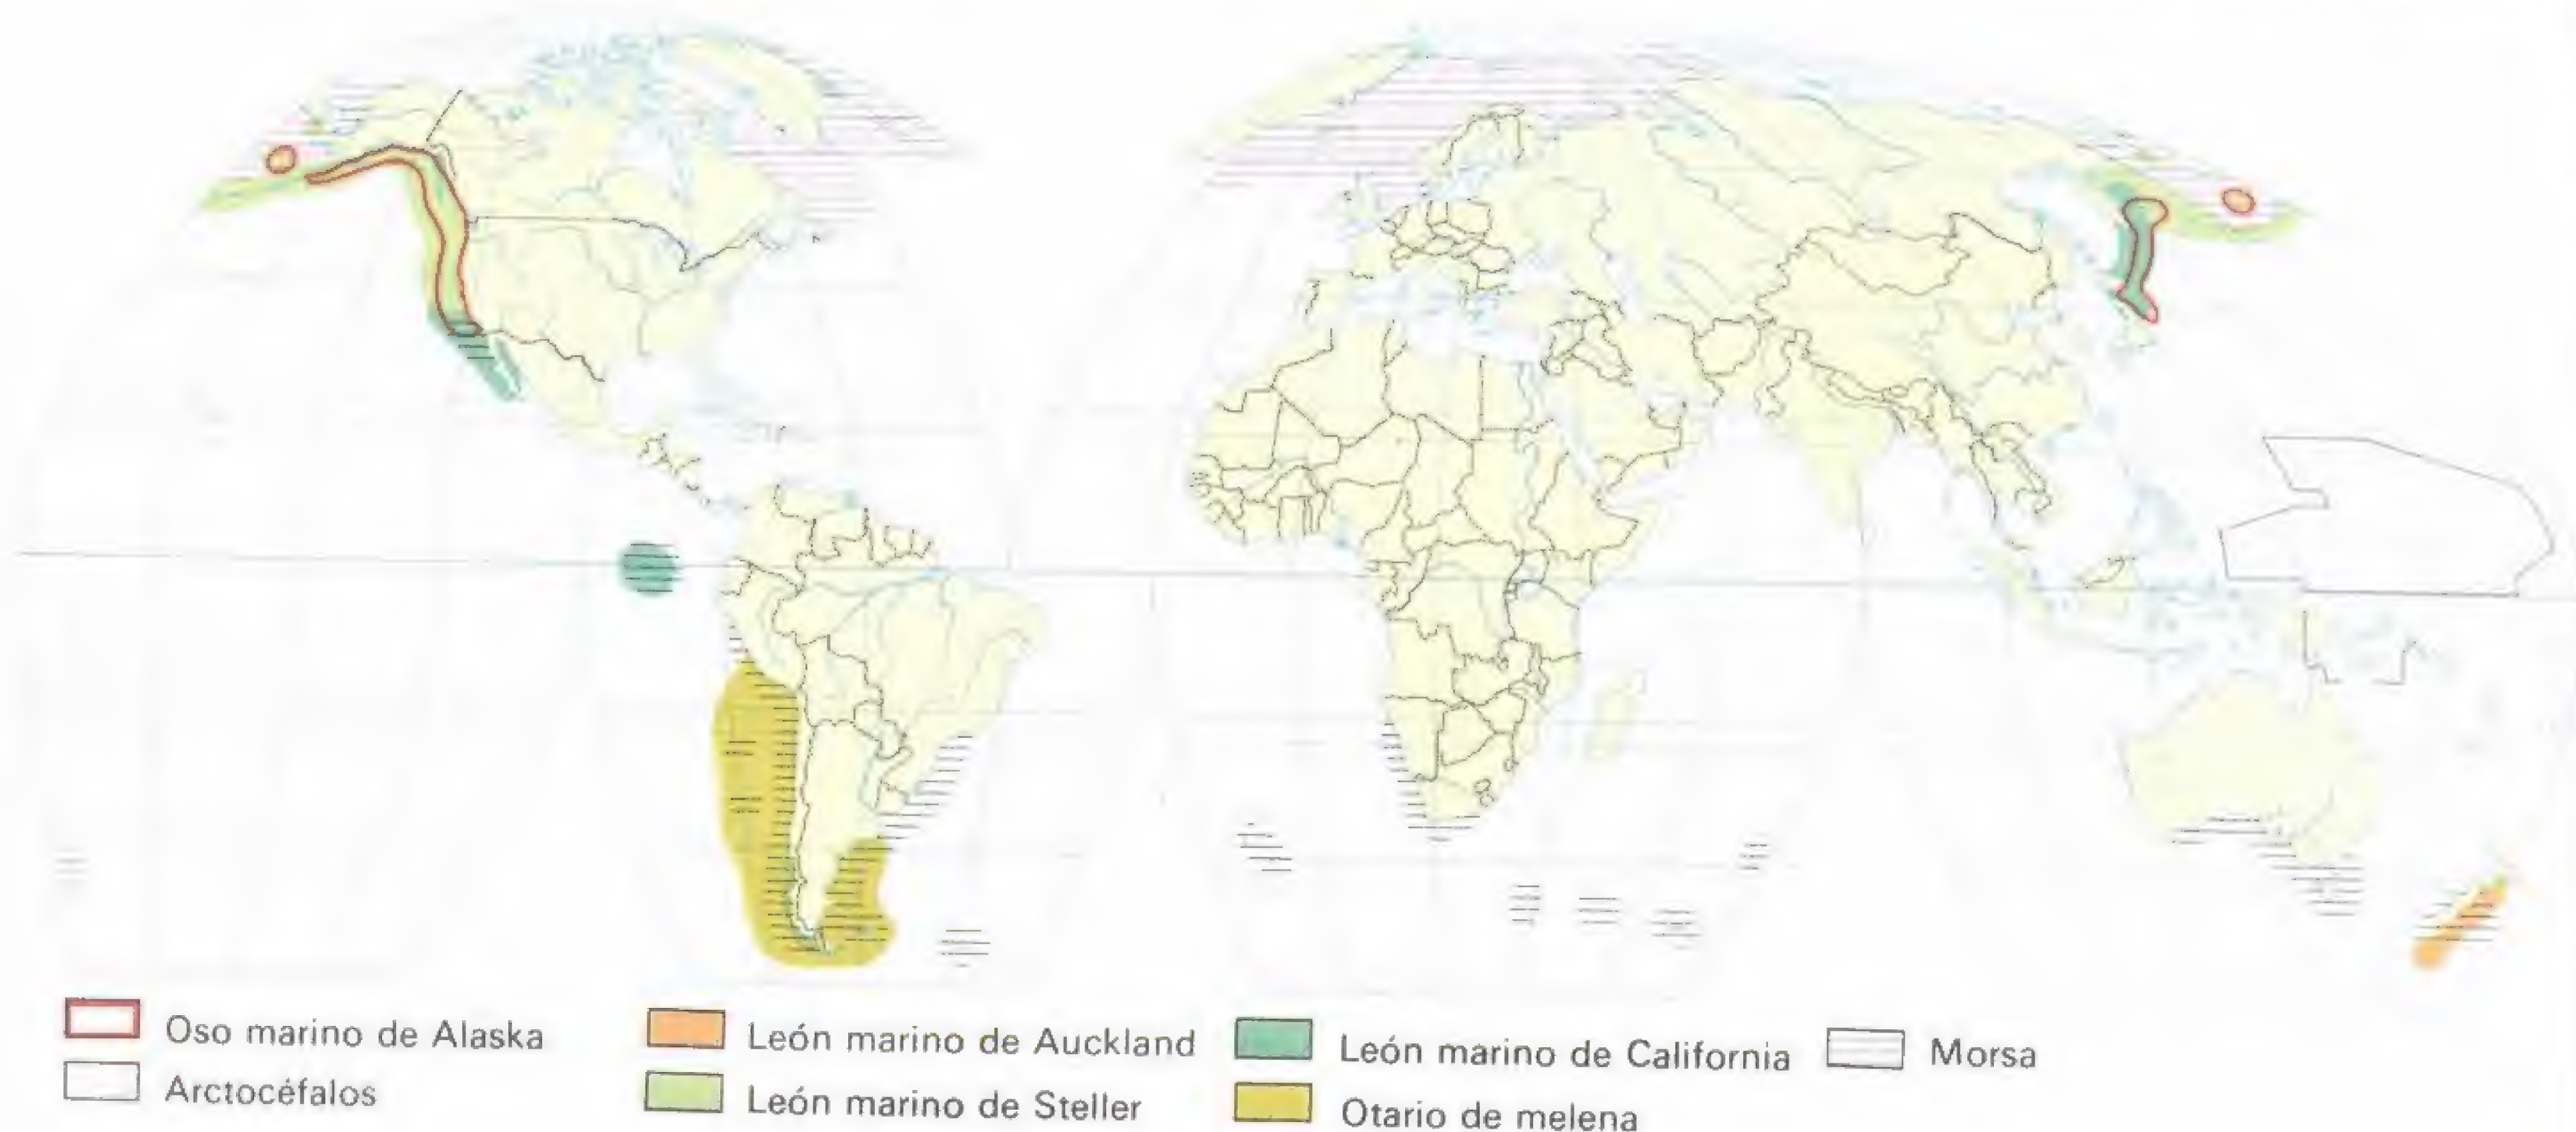 Oso marino de Alaska
Arctocéfalos
León marino de Auckland
León marino de Steller
León marino de California
Otario de melena
Morsa